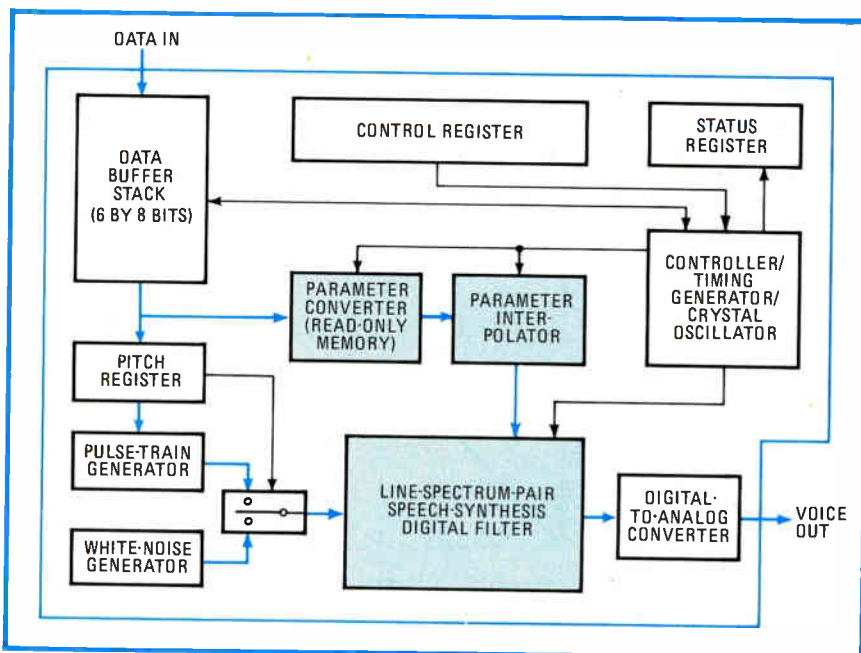 DATA IN
DATA
BUFFER
STACK
(6 BY 8 BITS)
CONTROL REGISTER
STATUS
REGISTER
CONTROLLER/
TIMING
GENERATOR/
CRYSTAL
OSCILLATOR
PARAMETER
CONVERTER
(READ-ONLY
MEMORY)
PARAMETER
INTER-
POLATOR
PITCH
REGISTER
PULSE-TRAIN
GENERATOR
WHITE-NOISE
GENERATOR
LINE-SPECTRUM-PAIR
SPEECH-SYNTHESIS
DIGITAL FILTER
DIGITAL-
TO-ANALOG
CONVERTER
VOICE
OUT